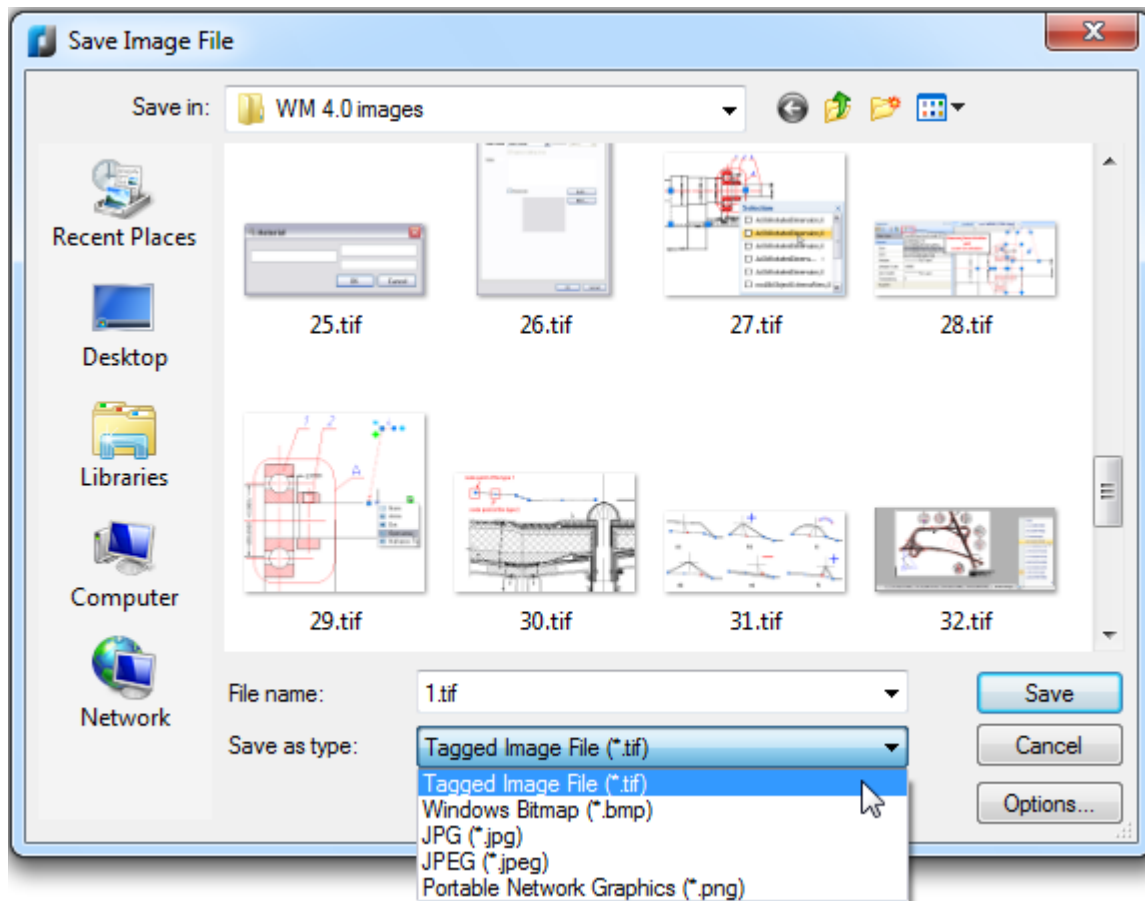 Save Image File
Save in:
WM 4.0 images
Recent Places
Desktop
Libraries
Computer
Network
25.tif
26.tif
27.tif
28.tif
29.tif
30.tif
31.tif
32.tif
File name:
1.tif
Save
Save as type:
Tagged Image File (*.tif)
Cancel
Tagged Image File (*.tif)
Windows Bitmap (*.bmp)
Options...
JPG (*.jpg)
JPEG (*.jpeg)
Portable Network Graphics (*.png)